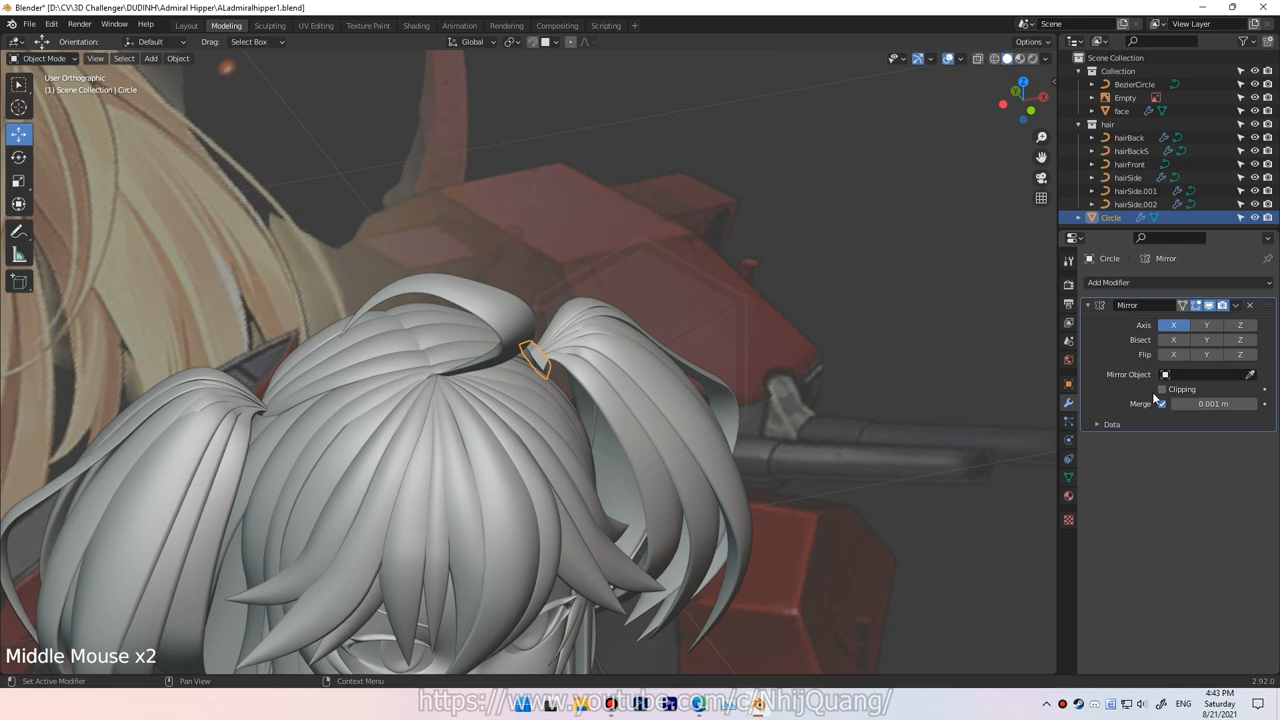 Blender* [D:\CV\3D Challenger\DUDINH\Admiral Hipper\ALadmiralhipper1.blend]
File Edit Render Window Help Layout Modeling Sculpting UV Editing Texture Paint Shading Animation Rendering Compositing Scripting + Scene View Layer
Orientation: Default Drag: Select Box Global Options
Object Mode View Select Add Object
User Orthographic
(1) Scene Collection | Circle
Z
Y
X
Scene Collection
Collection
BezierCircle
Empty
face
hair
hairBack
hairBackS
hairFront
hairSide
hairSide.001
hairSide.002
Circle
Circle Mirror
Add Modifier
Mirror
Axis X Y Z
Bisect X Y Z
Flip X Y Z
Mirror Object
Clipping
Merge 0.001 m
Data
Middle Mouse x2
Set Active Modifier Pan View Context Menu 2.92.0
https://www.youtube.com/c/NhijQuang/
4:43 PM
Saturday
8/21/2021